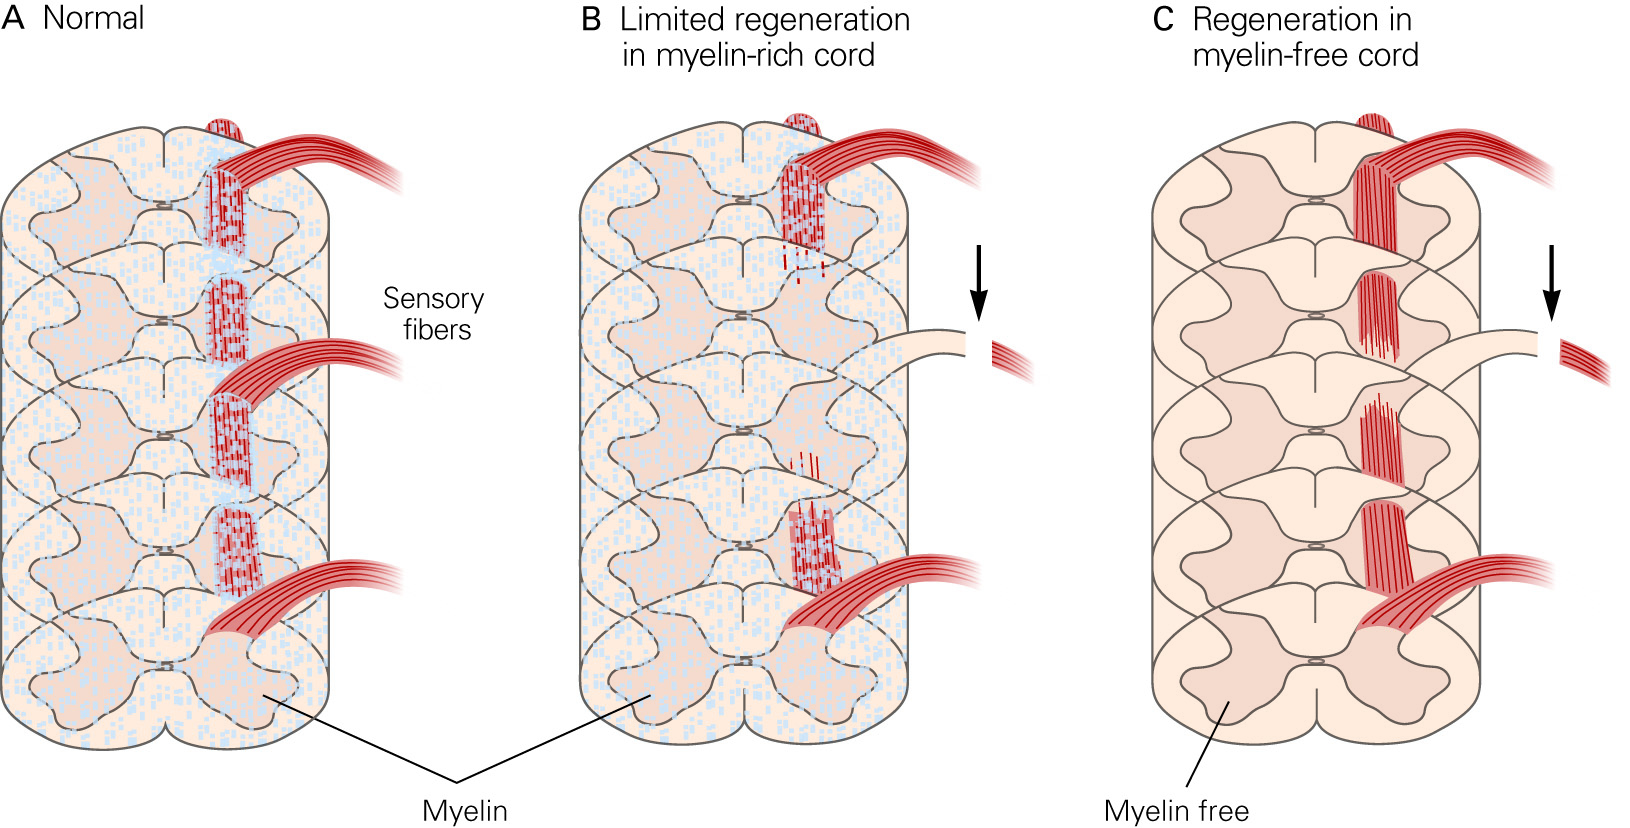 A Normal
B Limited regeneration
in myelin-rich cord
C Regeneration in
myelin-free cord
Sensory
fibers
Myelin
Myelin free